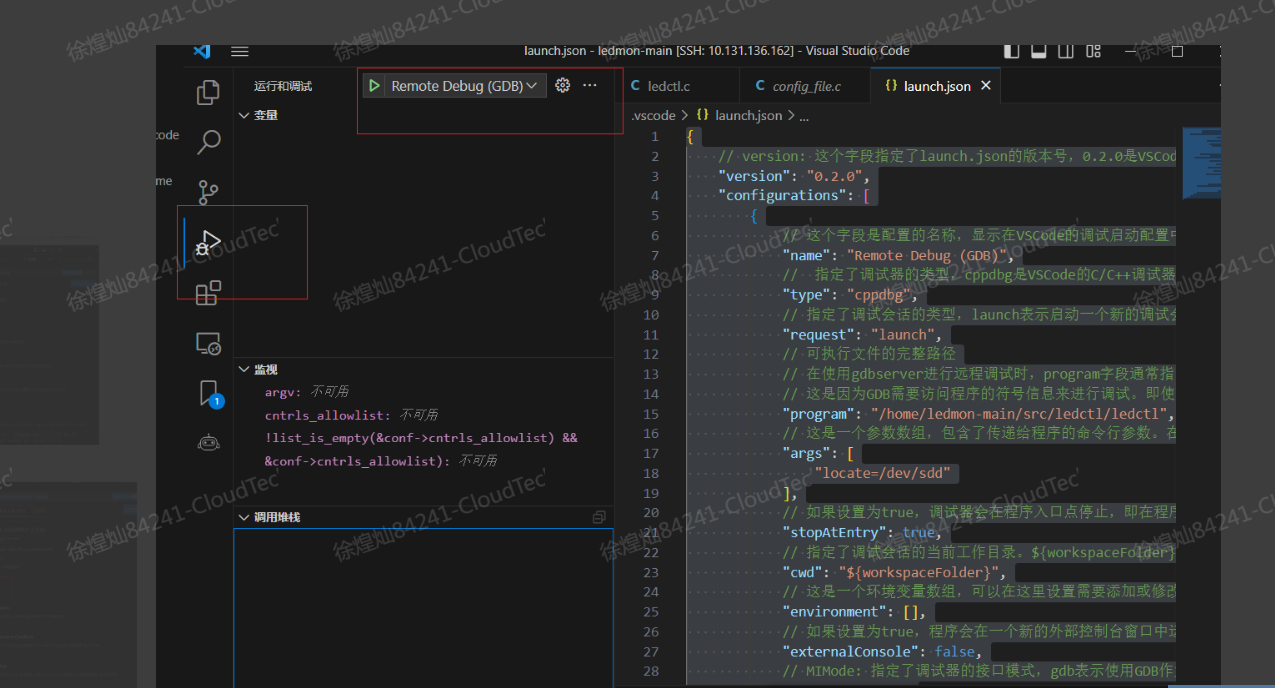 launch.json - ledmon-main [SSH: 10.131.136.162] - Visual Studio Code
运行和调试
Remote Debug (GDB)
ledctl.c
config_file.c
{} launch.json
变量
.vscode > {} launch.json > ...
ode
me
1 {
2 // version: 这个字段指定了launch.json的版本号，0.2.0是VSCod
3 "version": "0.2.0",
4 "configurations": [
5 {
6 // 这个字段是配置的名称，显示在VSCode的调试启动配置中
7 "name": "Remote Debug (GDB)",
8 // 指定了调试器的类型，cppdbg是VSCode的C/C++调试器
9 "type": "cppdbg",
10 // 指定了调试会话的类型，launch表示启动一个新的调试会
11 "request": "launch",
12 // 可执行文件的完整路径
13 // 在使用gdbserver进行远程调试时，program字段通常指
14 // 这是因为GDB需要访问程序的符号信息来进行调试。即使
15 "program": "/home/ledmon-main/src/ledctl/ledctl",
16 // 这是一个参数数组，包含了传递给程序的命令行参数。在
17 "args": [
18 "locate=/dev/sdd"
19 ],
20 // 如果设置为true，调试器会在程序入口点停止，即在程序
21 "stopAtEntry": true,
22 // 指定了调试会话的当前工作目录。${workspaceFolder}
23 "cwd": "${workspaceFolder}",
24 // 这是一个环境变量数组，可以在这里设置需要添加或修改
25 "environment": [],
26 // 如果设置为true，程序会在一个新的外部控制台窗口中运
27 "externalConsole": false,
28 // MIMode: 指定了调试器的接口模式，gdb表示使用GDB作
监视
argv: 不可用
cntrls_allowlist: 不可用
!list_is_empty(&conf->cntrls_allowlist) &&
&conf->cntrls_allowlist): 不可用
1
调用堆栈
徐煌灿84241-CloudTec